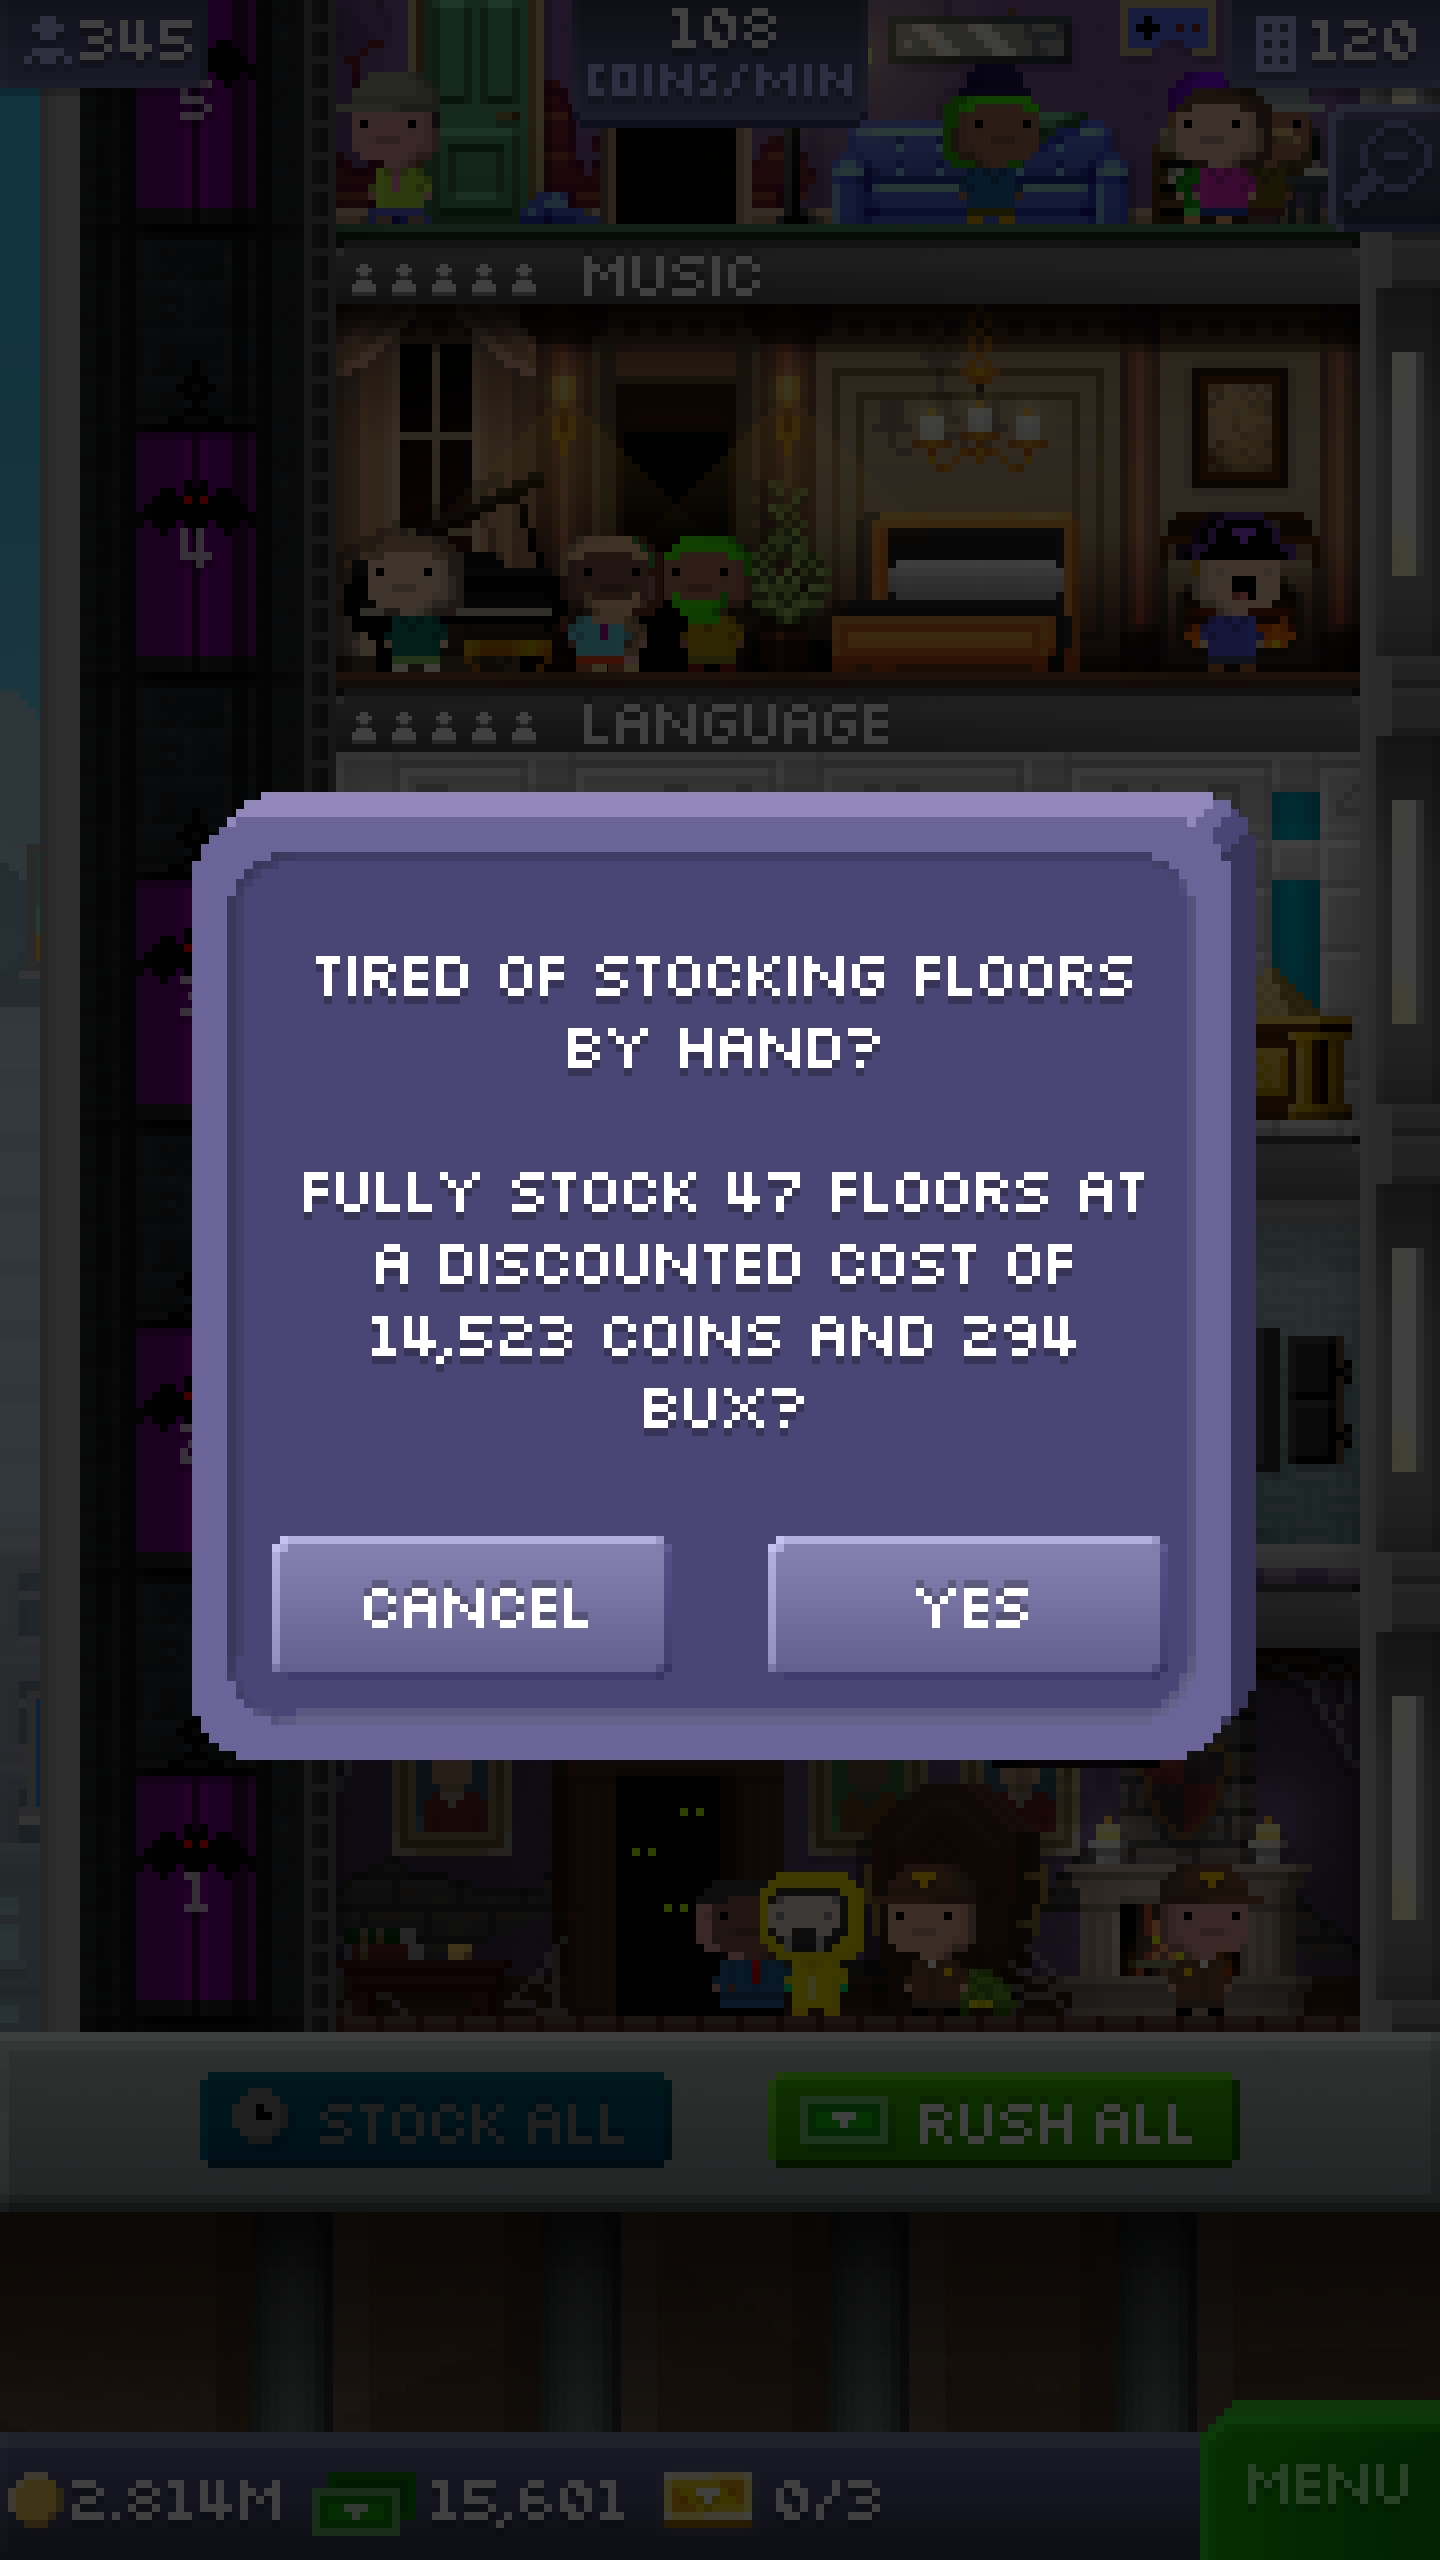 345
108
COINS/MIN
120
5
MUSIC
4
LANGUAGE
TIRED OF STOCKING FLOORS
BY HAND?
FULLY STOCK 47 FLOORS AT
A DISCOUNTED COST OF
14,523 COINS AND 294
BUX?
CANCEL
YES
1
STOCK ALL
RUSH ALL
2.814M
15,601
0/3
MENU